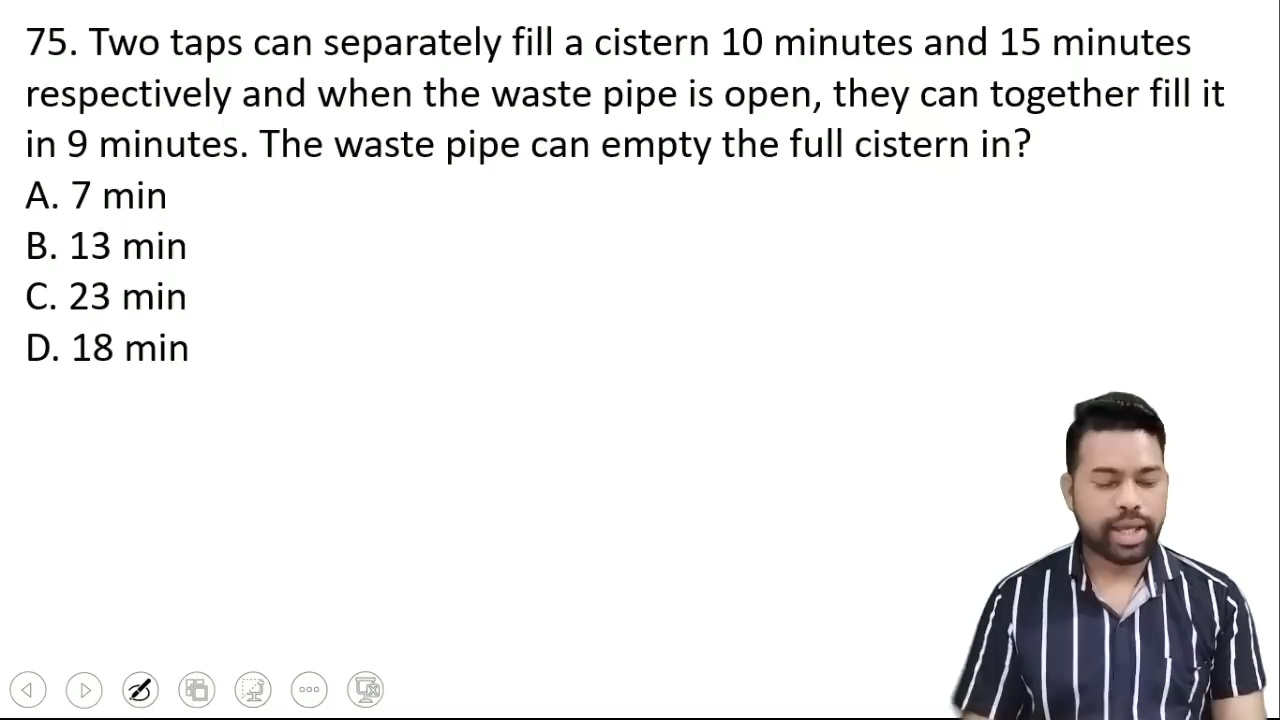 75. Two taps can separately fill a cistern 10 minutes and 15 minutes
respectively and when the waste pipe is open, they can together fill it
in 9 minutes. The waste pipe can empty the full cistern in?
A. 7 min
B. 13 min
C. 23 min
D. 18 min